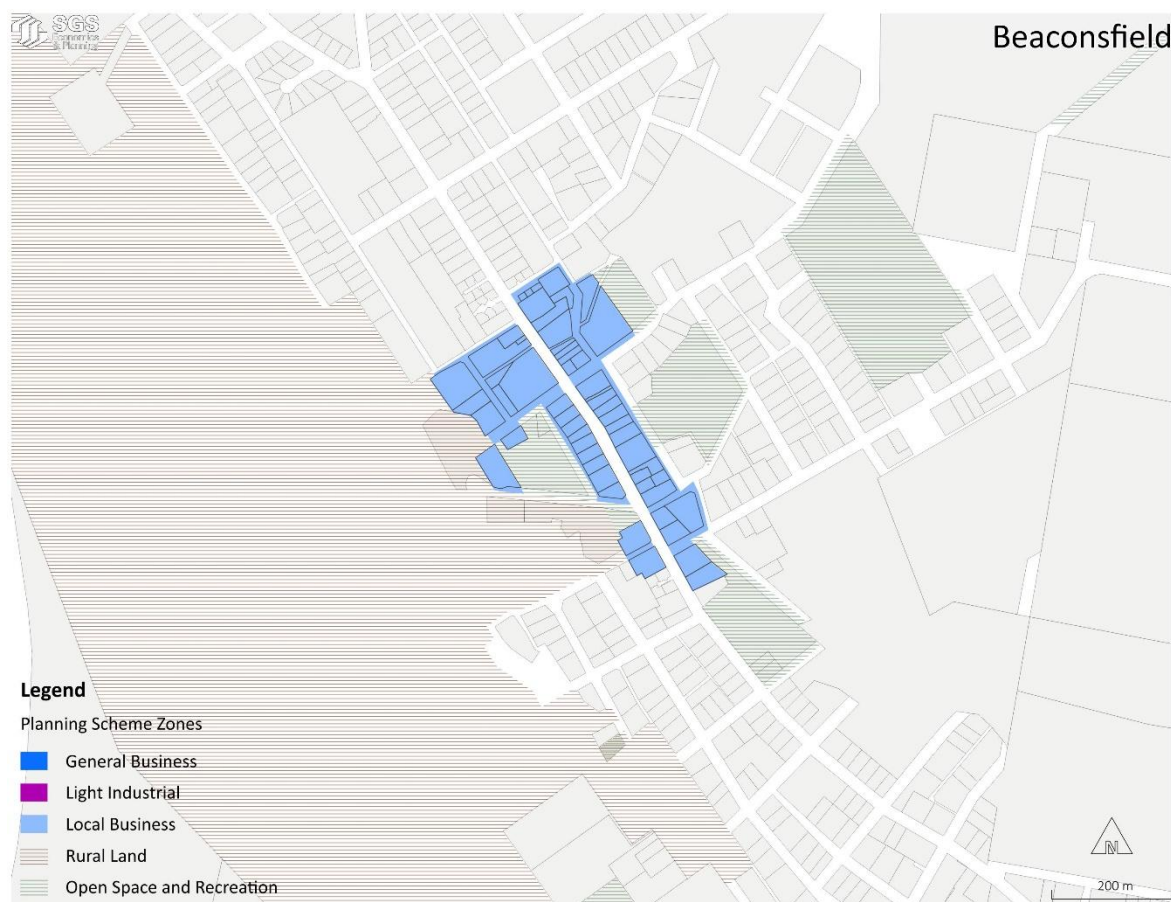 SGS
Economics
& Planning
Beaconsfield
Legend
Planning Scheme Zones
General Business
Light Industrial
Local Business
Rural Land
Open Space and Recreation
N
200 m